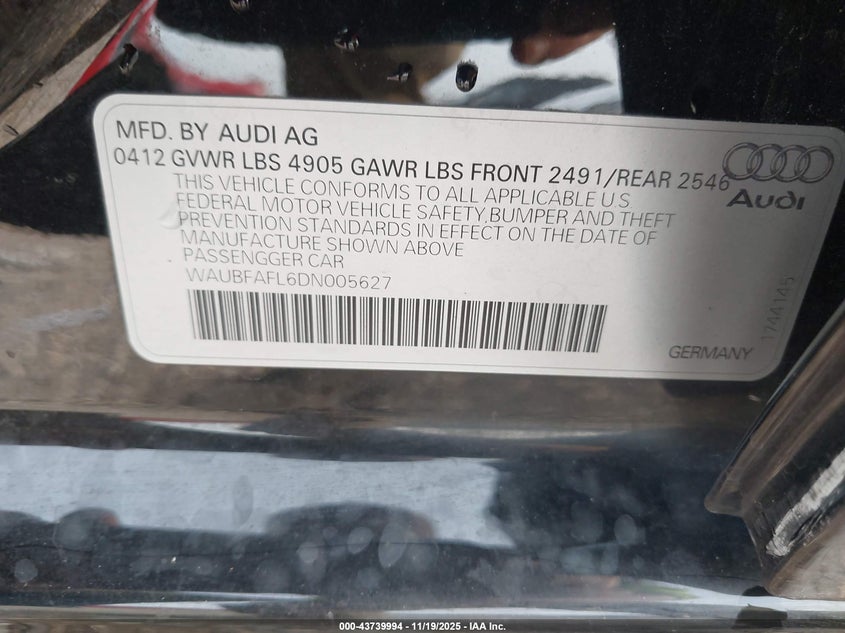 MFD. BY AUDI AG
0412 GVWR LBS 4905 GAWR LBS FRONT 2491/REAR 2546
THIS VEHICLE CONFORMS TO ALL APPLICABLE U S
FEDERAL MOTOR VEHICLE SAFETY,BUMPER AND THEFT
PREVENTION STANDARDS IN EFFECT ON THE DATE OF
MANUFACTURE SHOWN ABOVE
PASSENGGER CAR
WAUBFAFL6DN005627
Audi
GERMANY
1744145
000-43739994 - 11/19/2025 - IAA Inc.